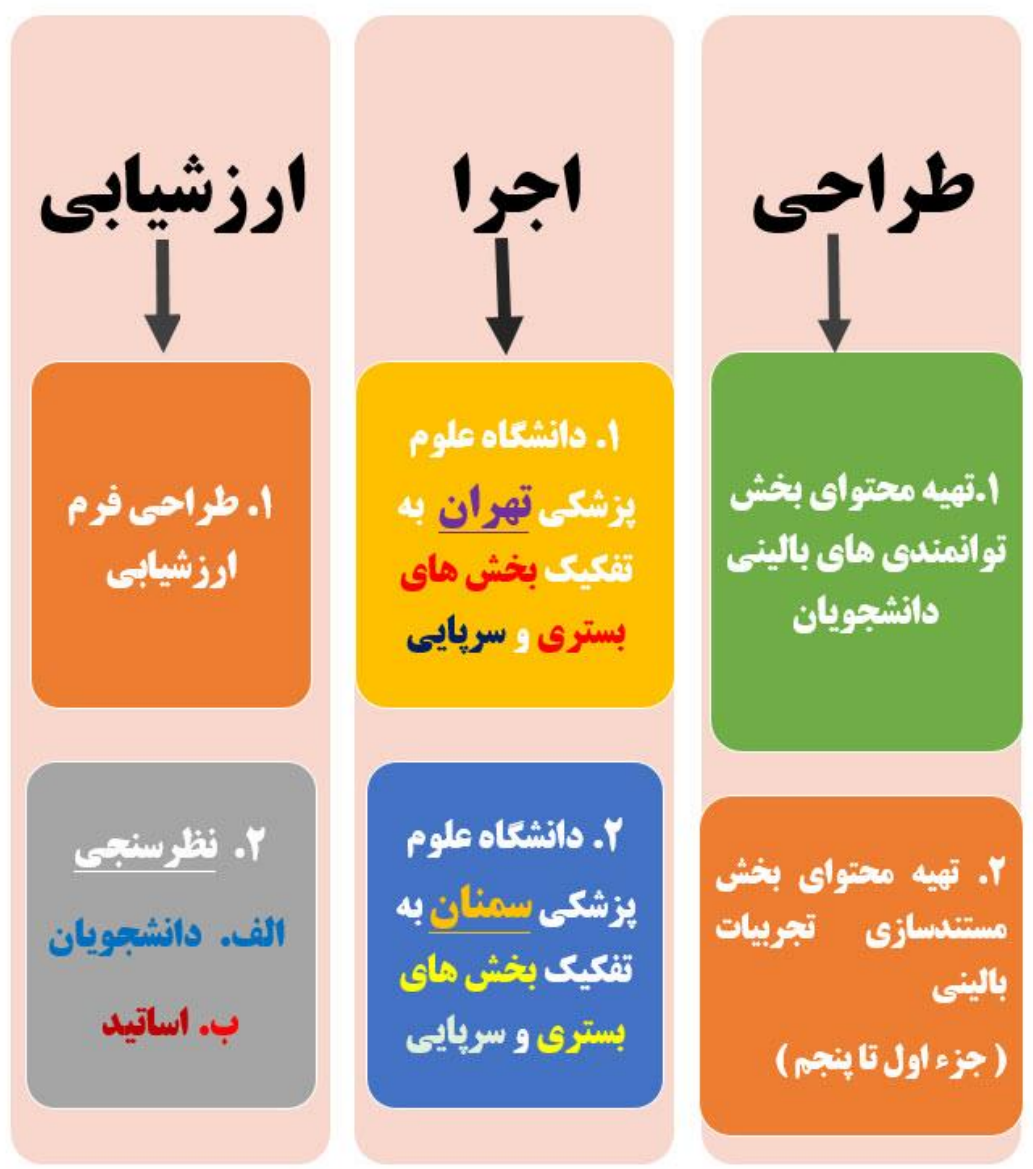 طراحی
۱.تهیه محتوای بخش
توانمندی های بالینی
دانشجویان
۲. تهیه محتوای بخش
مستندسازی تجربیات
بالینی
( جزء اول تا پنجم )
اجرا
۱. دانشگاه علوم
پزشکی تهران به
تفکیک بخش های
بستری و سرپایی
۲. دانشگاه علوم
پزشکی سمنان به
تفکیک بخش های
بستری و سرپایی
ارزشیابی
۱. طراحی فرم
ارزشیابی
۲. نظرسنجی
الف. دانشجویان
ب. اساتید